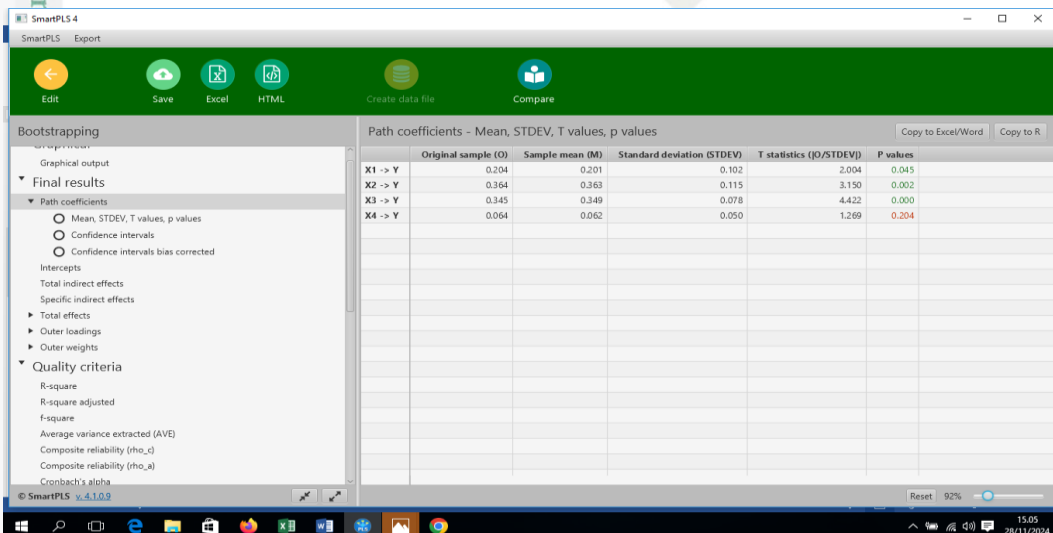 SmartPLS 4
SmartPLS Export
Edit Save Excel HTML Create data file Compare
Bootstrapping
Graphical
Graphical output
Final results
Path coefficients
Mean, STDEV, T values, p values
Confidence intervals
Confidence intervals bias corrected
Intercepts
Total indirect effects
Specific indirect effects
Total effects
Outer loadings
Outer weights
Quality criteria
R-square
R-square adjusted
f-square
Average variance extracted (AVE)
Composite reliability (rho_c)
Composite reliability (rho_a)
Cronbach's alpha
© SmartPLS v. 4.1.0.9
Path coefficients - Mean, STDEV, T values, p values Copy to Excel/Word Copy to R
Original sample (O) Sample mean (M) Standard deviation (STDEV) T statistics (|O/STDEV|) P values
X1 -> Y 0.204 0.201 0.102 2.004 0.045
X2 -> Y 0.364 0.363 0.115 3.150 0.002
X3 -> Y 0.345 0.349 0.078 4.422 0.000
X4 -> Y 0.064 0.062 0.050 1.269 0.204
Reset 92%
15.05
28/11/2024